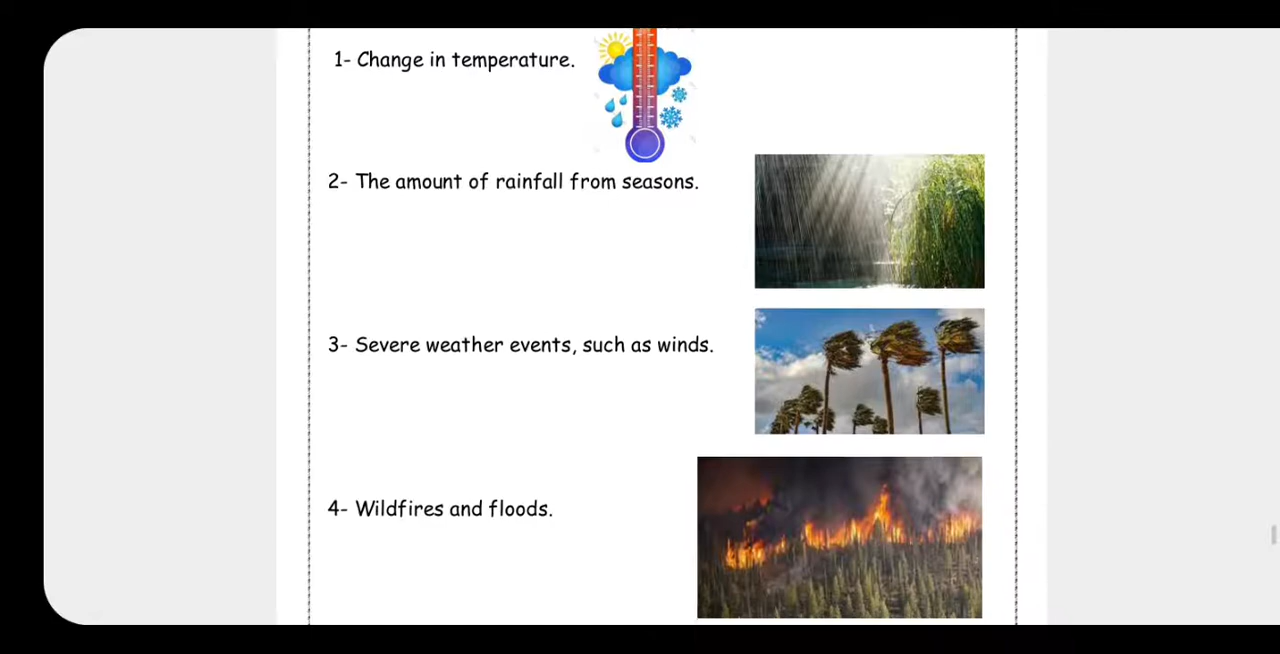 1- Change in temperature.
2- The amount of rainfall from seasons.
3- Severe weather events, such as winds.
4- Wildfires and floods.